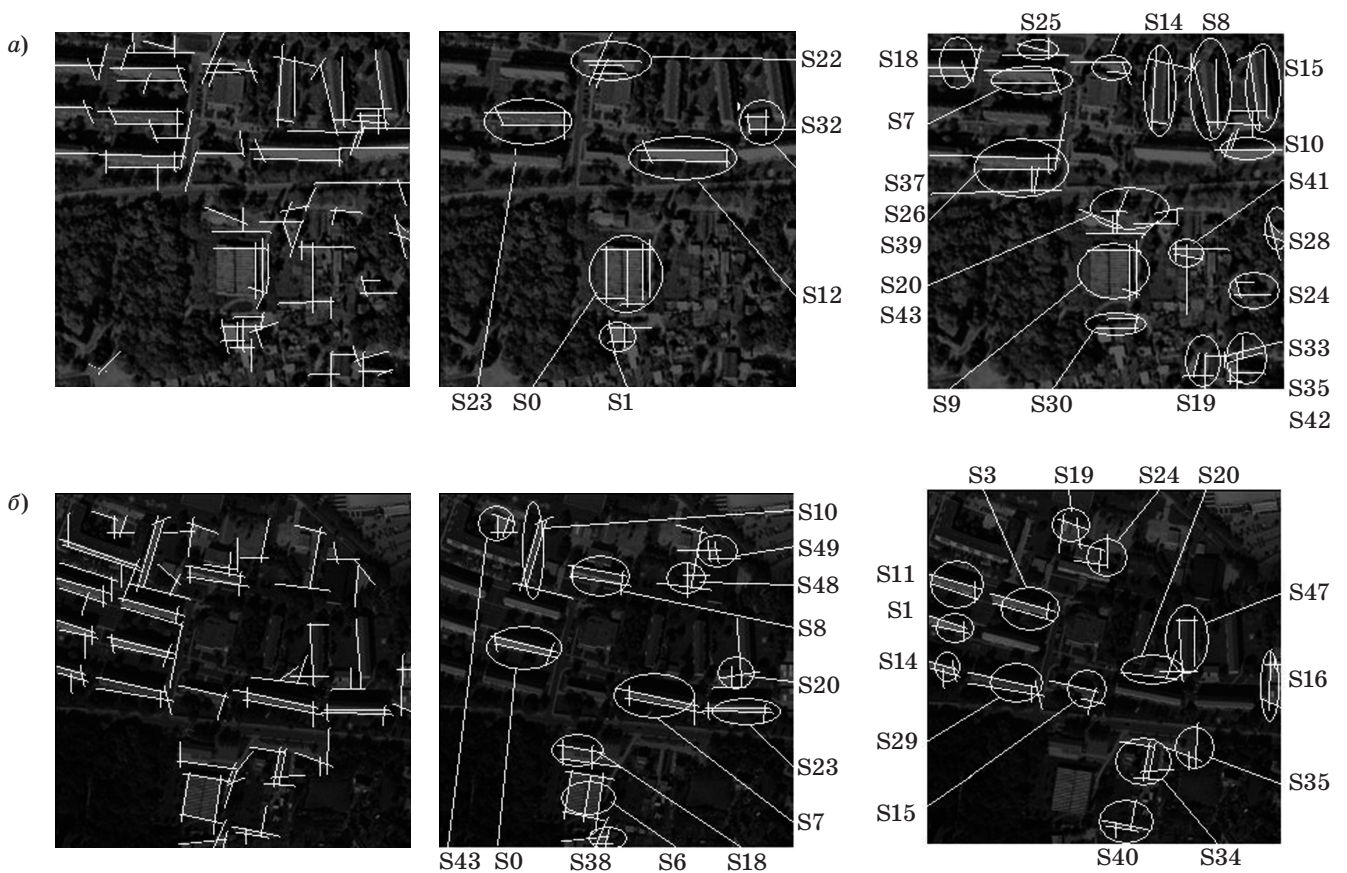 а)
S22
S32
S12
S23 S0 S1
S25 S14 S8
S18
S15
S7
S10
S37
S41
S26
S39
S28
S20
S24
S43
S33
S35
S9 S30 S19
S42
б)
S10
S49
S48
S8
S20
S23
S7
S43 S0 S38 S6 S18
S3 S19 S24 S20
S11
S47
S1
S14
S16
S29
S35
S15
S40 S34